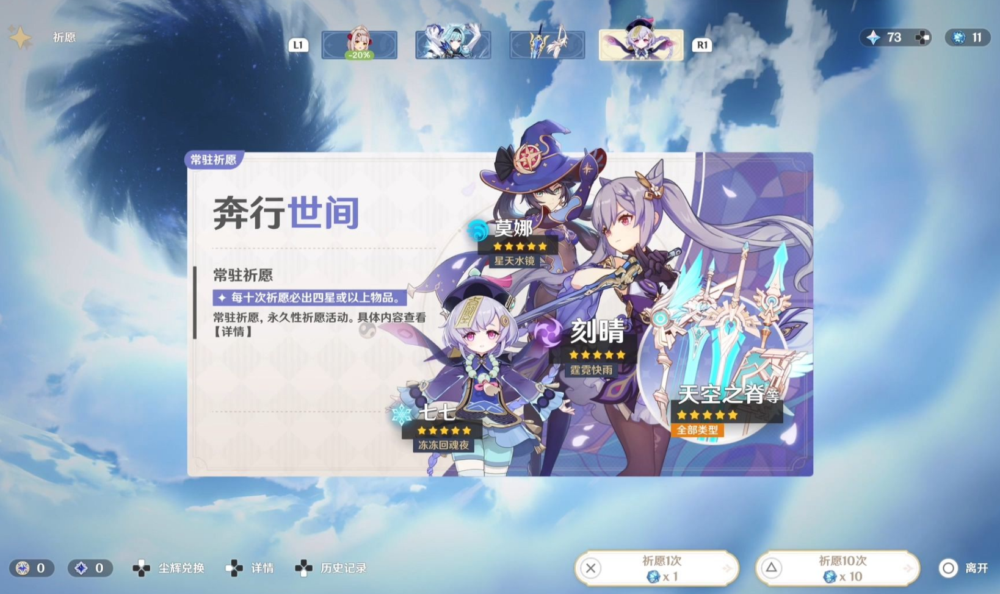 祈愿
L1
-20%
R1
73
11
常驻祈愿
奔行世间
常驻祈愿
每十次祈愿必出四星或以上物品。
常驻祈愿，永久性祈愿活动。具体内容查看
【详情】
莫娜
星天水镜
刻晴
霆霓快雨
七七
冻冻回魂夜
天空之脊等
全部类型
0
0
尘辉兑换
详情
历史记录
祈愿1次
x 1
祈愿10次
x 10
离开